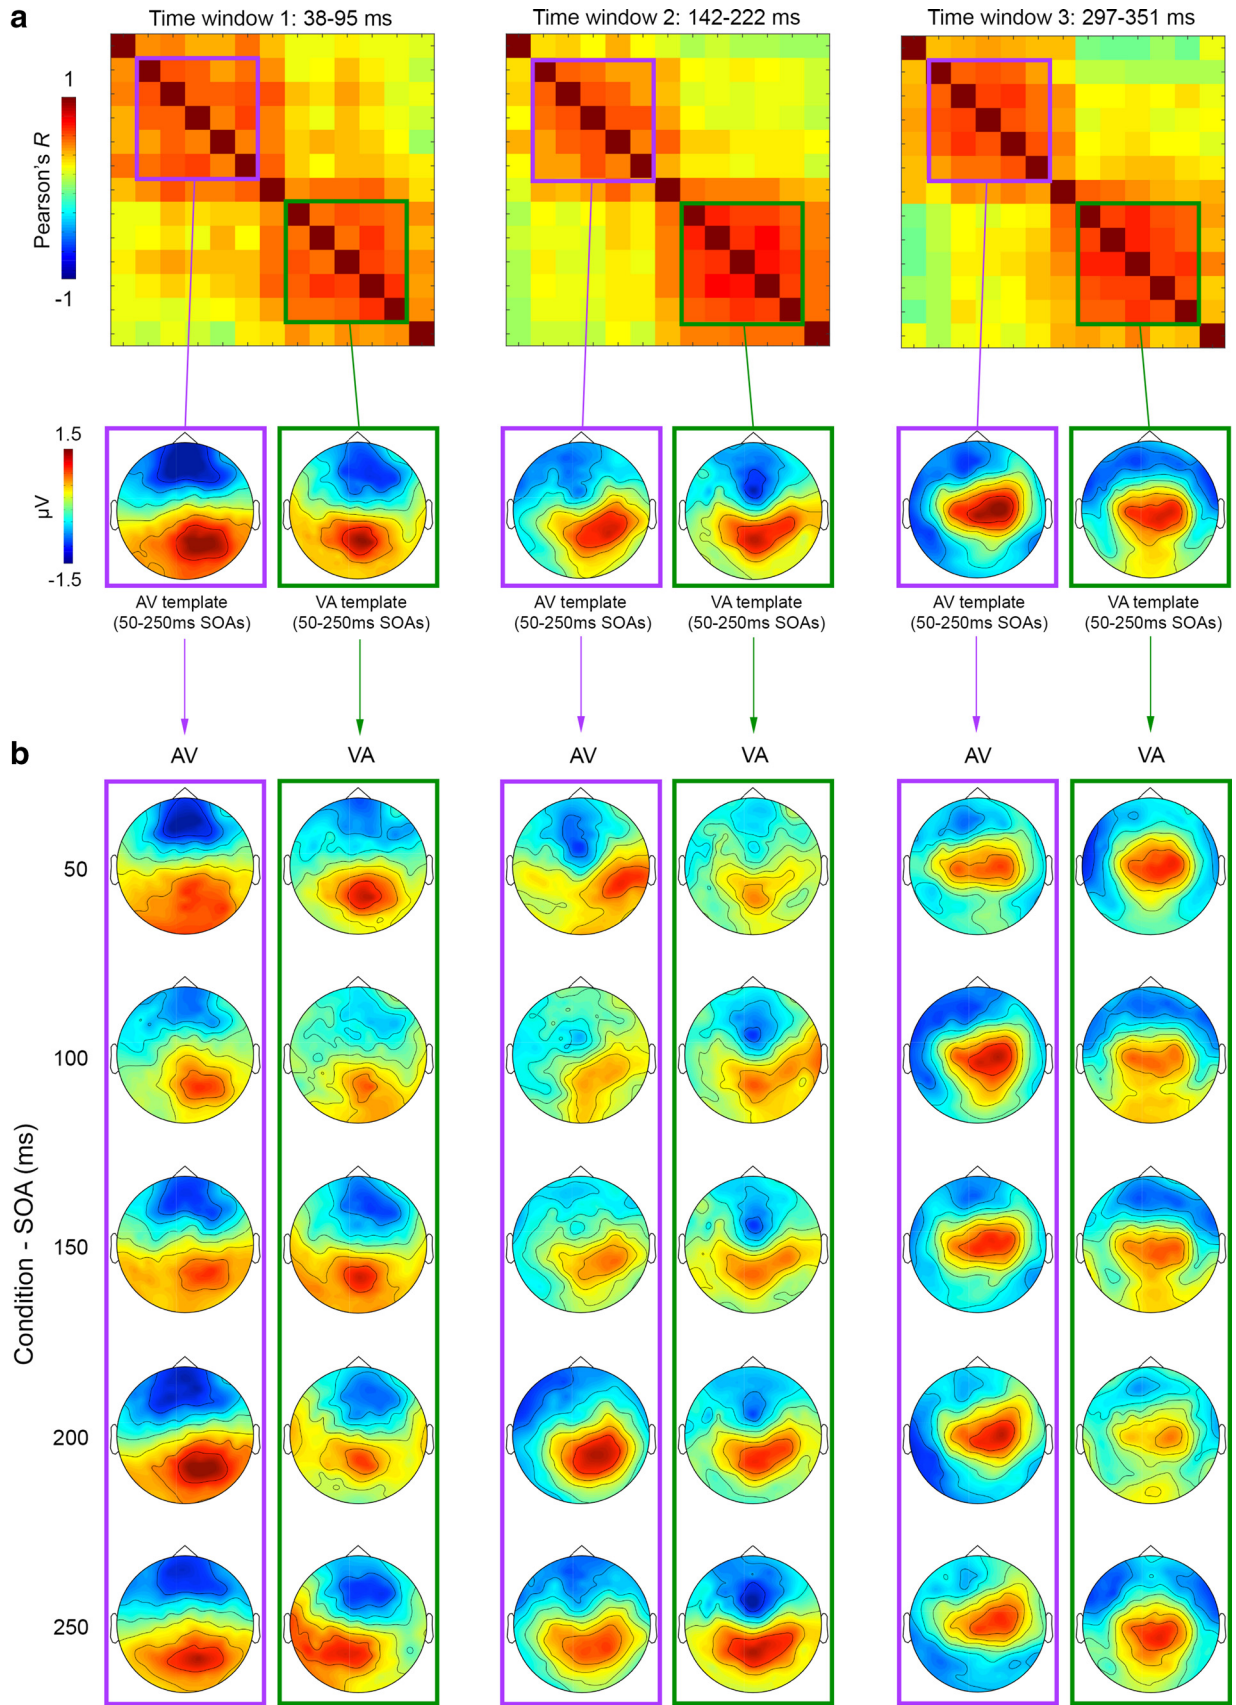 a
Time window 1: 38-95 ms
Time window 2: 142-222 ms
Time window 3: 297-351 ms
1
Pearson's R
-1
1.5
µV
-1.5
AV template
(50-250ms SOAs)
VA template
(50-250ms SOAs)
AV template
(50-250ms SOAs)
VA template
(50-250ms SOAs)
AV template
(50-250ms SOAs)
VA template
(50-250ms SOAs)
b
AV
VA
AV
VA
AV
VA
Condition - SOA (ms)
50
100
150
200
250